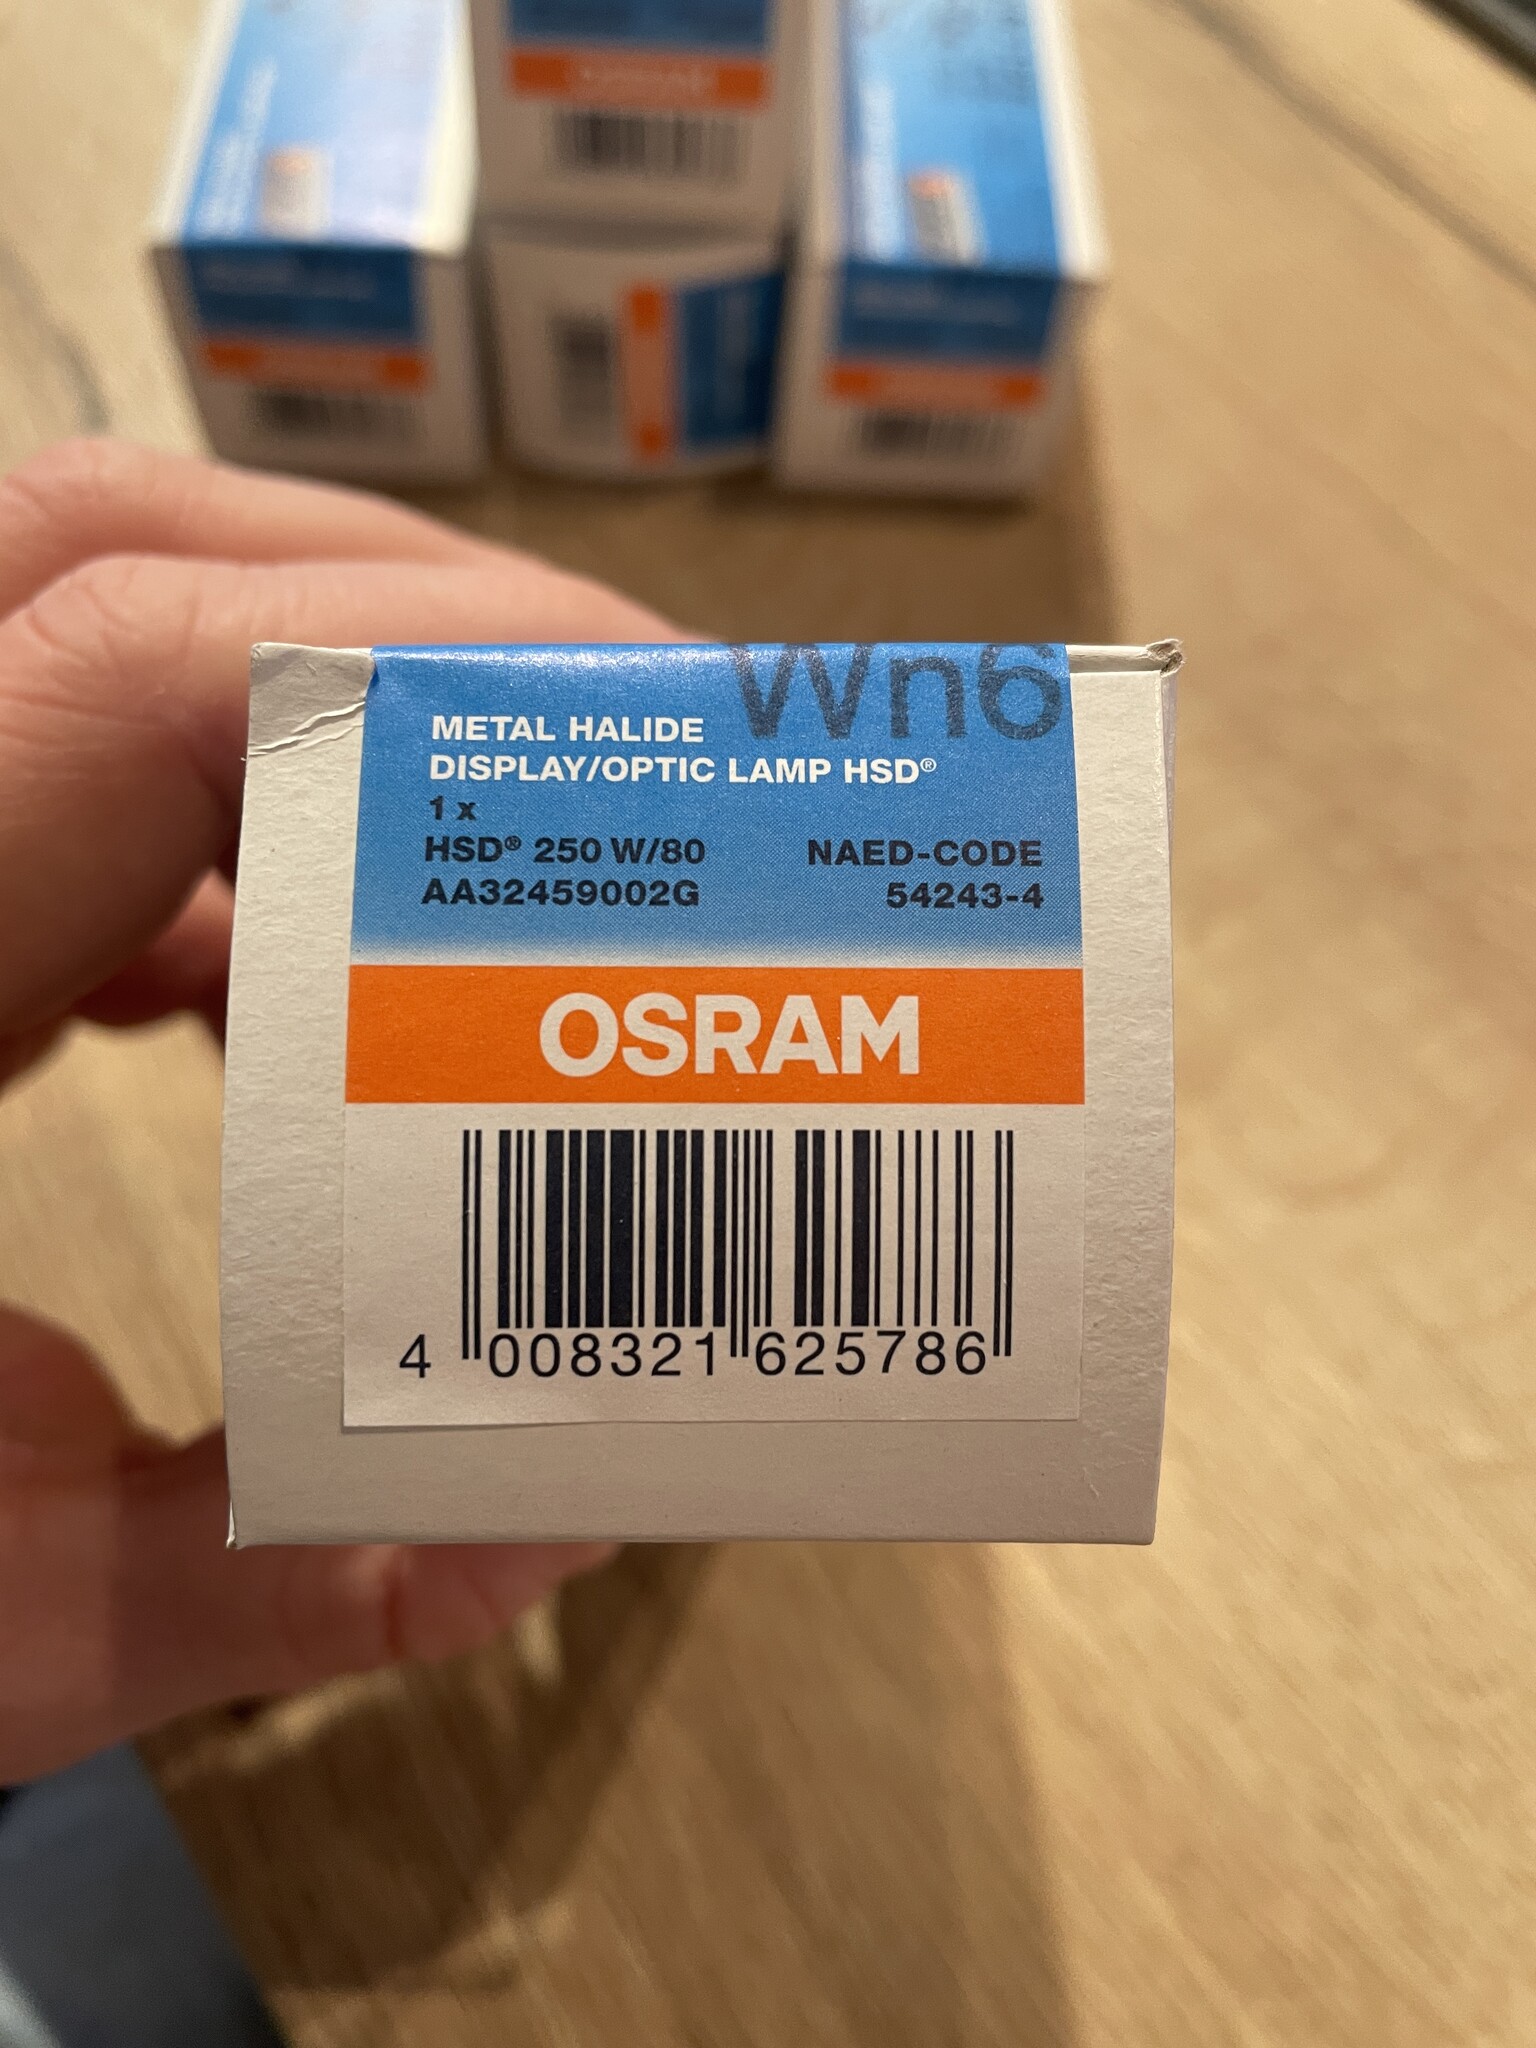 Wn6
METAL HALIDE
DISPLAY/OPTIC LAMP HSD®
1 x
HSD® 250 W/80 NAED-CODE
AA32459002G 54243-4
OSRAM
4 008321 625786